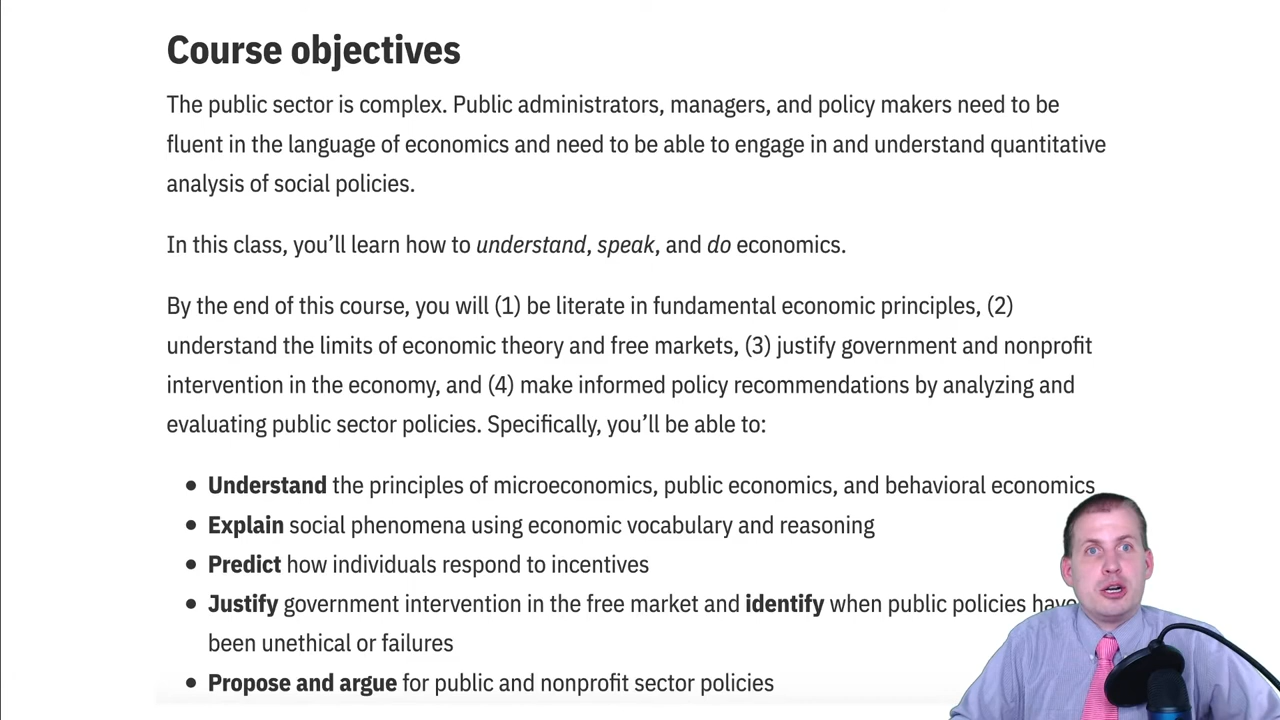 Course objectives
The public sector is complex. Public administrators, managers, and policy makers need to be
fluent in the language of economics and need to be able to engage in and understand quantitative
analysis of social policies.
In this class, you’ll learn how to understand, speak, and do economics.
By the end of this course, you will (1) be literate in fundamental economic principles, (2)
understand the limits of economic theory and free markets, (3) justify government and nonprofit
intervention in the economy, and (4) make informed policy recommendations by analyzing and
evaluating public sector policies. Specifically, you’ll be able to:
• Understand the principles of microeconomics, public economics, and behavioral economics
• Explain social phenomena using economic vocabulary and reasoning
• Predict how individuals respond to incentives
• Justify government intervention in the free market and identify when public policies have
been unethical or failures
• Propose and argue for public and nonprofit sector policies